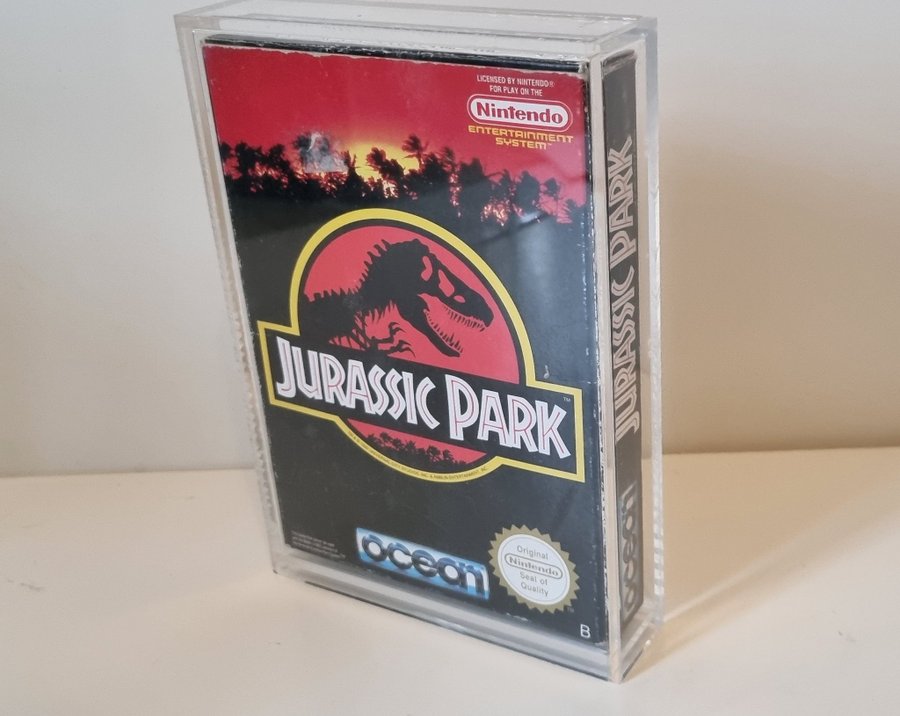 LICENSED BY NINTENDO®
FOR PLAY ON THE
Nintendo
ENTERTAINMENT
SYSTEM™
JURASSIC PARK™
ocean
Original
Nintendo
Seal of
Quality
B
JURASSIC PARK
ocean